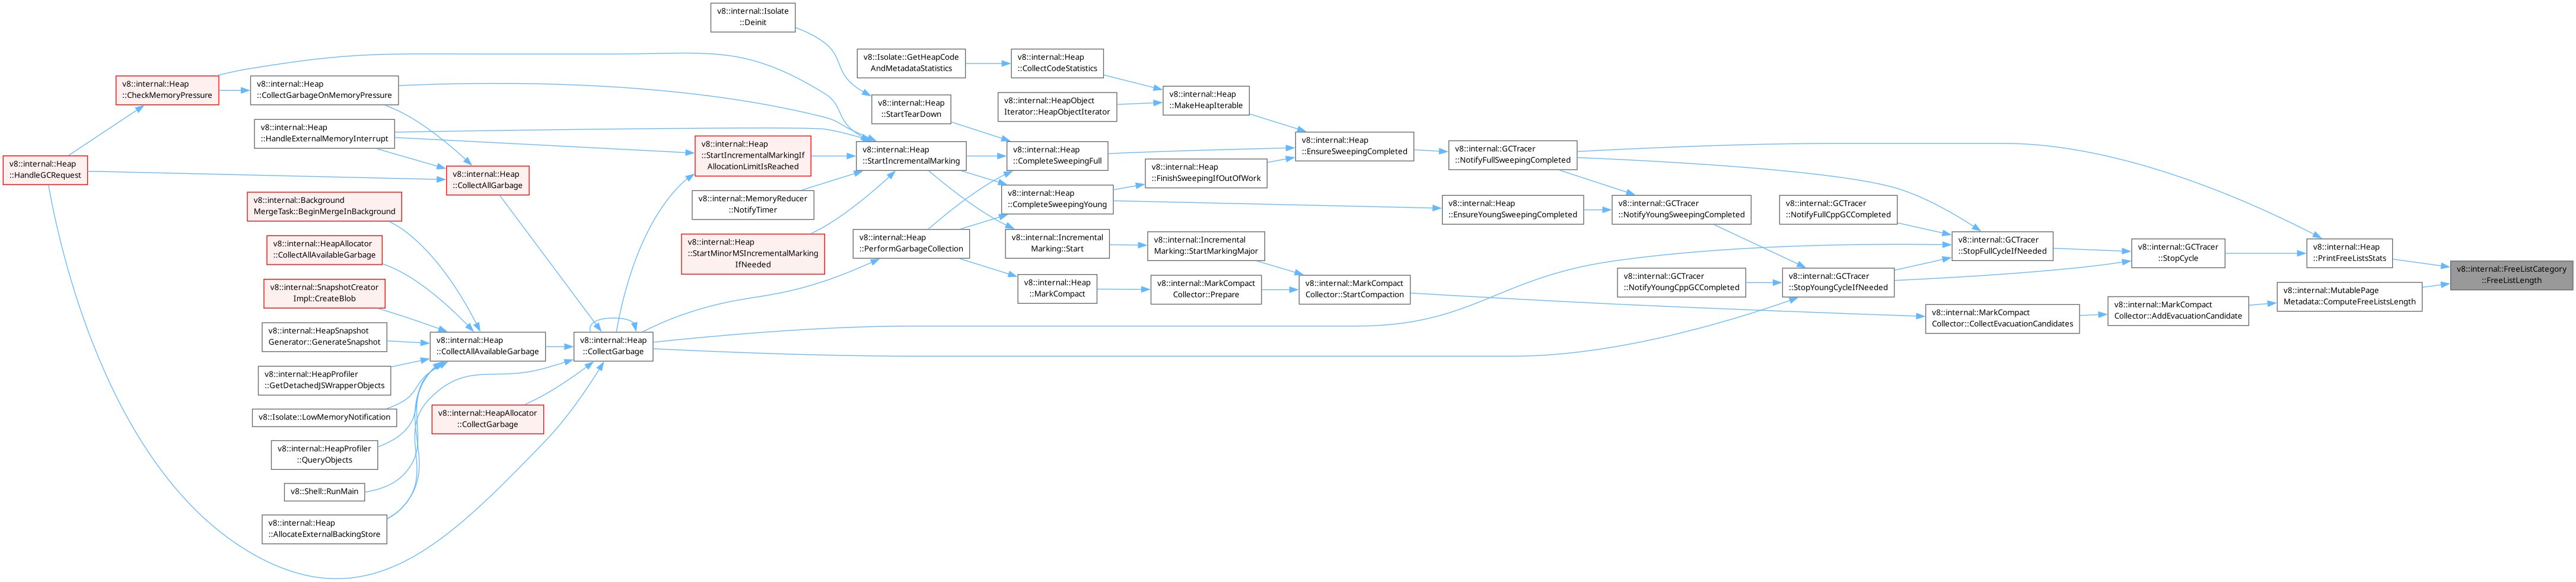 v8::internal::Isolate
::Deinit
v8::Isolate::GetHeapCode
AndMetadataStatistics
v8::internal::Heap
::CollectCodeStatistics
v8::internal::Heap
::CheckMemoryPressure
v8::internal::Heap
::CollectGarbageOnMemoryPressure
v8::internal::Heap
::StartTearDown
v8::internal::HeapObject
Iterator::HeapObjectIterator
v8::internal::Heap
::MakeHeapIterable
v8::internal::Heap
::HandleExternalMemoryInterrupt
v8::internal::Heap
::StartIncrementalMarkingIf
AllocationLimitIsReached
v8::internal::Heap
::StartIncrementalMarking
v8::internal::Heap
::CompleteSweepingFull
v8::internal::Heap
::EnsureSweepingCompleted
v8::internal::GCTracer
::NotifyFullSweepingCompleted
v8::internal::Heap
::HandleGCRequest
v8::internal::Heap
::CollectAllGarbage
v8::internal::Heap
::FinishSweepingIfOutOfWork
v8::internal::Background
MergeTask::BeginMergeInBackground
v8::internal::MemoryReducer
::NotifyTimer
v8::internal::Heap
::CompleteSweepingYoung
v8::internal::Heap
::EnsureYoungSweepingCompleted
v8::internal::GCTracer
::NotifyYoungSweepingCompleted
v8::internal::GCTracer
::NotifyFullCppGCCompleted
v8::internal::HeapAllocator
::CollectAllAvailableGarbage
v8::internal::Heap
::StartMinorMSIncrementalMarking
IfNeeded
v8::internal::Heap
::PerformGarbageCollection
v8::internal::Incremental
Marking::Start
v8::internal::Incremental
Marking::StartMarkingMajor
v8::internal::GCTracer
::StopFullCycleIfNeeded
v8::internal::GCTracer
::StopCycle
v8::internal::Heap
::PrintFreeListsStats
v8::internal::FreeListCategory
::FreeListLength
v8::internal::SnapshotCreator
Impl::CreateBlob
v8::internal::Heap
::MarkCompact
v8::internal::MarkCompact
Collector::Prepare
v8::internal::MarkCompact
Collector::StartCompaction
v8::internal::GCTracer
::NotifyYoungCppGCCompleted
v8::internal::GCTracer
::StopYoungCycleIfNeeded
v8::internal::MarkCompact
Collector::CollectEvacuationCandidates
v8::internal::MarkCompact
Collector::AddEvacuationCandidate
v8::internal::MutablePage
Metadata::ComputeFreeListsLength
v8::internal::HeapSnapshot
Generator::GenerateSnapshot
v8::internal::Heap
::CollectAllAvailableGarbage
v8::internal::Heap
::CollectGarbage
v8::internal::HeapProfiler
::GetDetachedJSWrapperObjects
v8::Isolate::LowMemoryNotification
v8::internal::HeapAllocator
::CollectGarbage
v8::internal::HeapProfiler
::QueryObjects
v8::Shell::RunMain
v8::internal::Heap
::AllocateExternalBackingStore